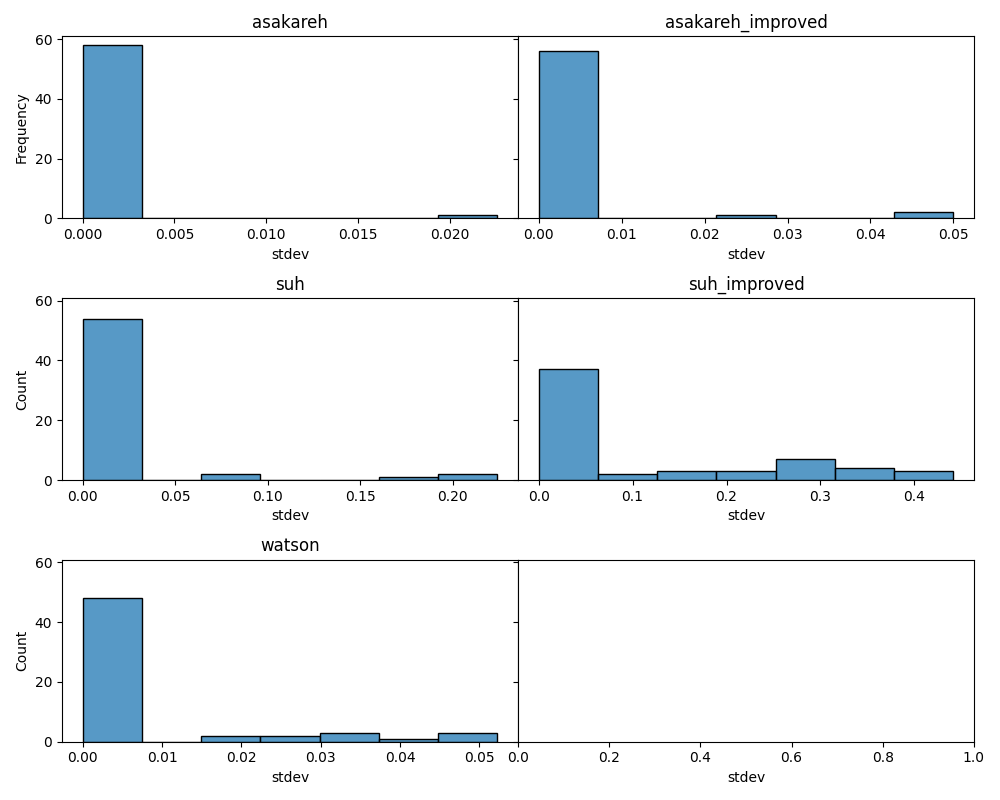 asakareh
asakareh_improved
Frequency
60
40
20
0
0.000 0.005 0.010 0.015 0.020
0.00 0.01 0.02 0.03 0.04 0.05
stdev
stdev
suh
suh_improved
Count
60
40
20
0
0.00 0.05 0.10 0.15 0.20
0.0 0.1 0.2 0.3 0.4
stdev
stdev
watson
Count
60
40
20
0
0.00 0.01 0.02 0.03 0.04 0.05
0.0 0.2 0.4 0.6 0.8 1.0
stdev
stdev